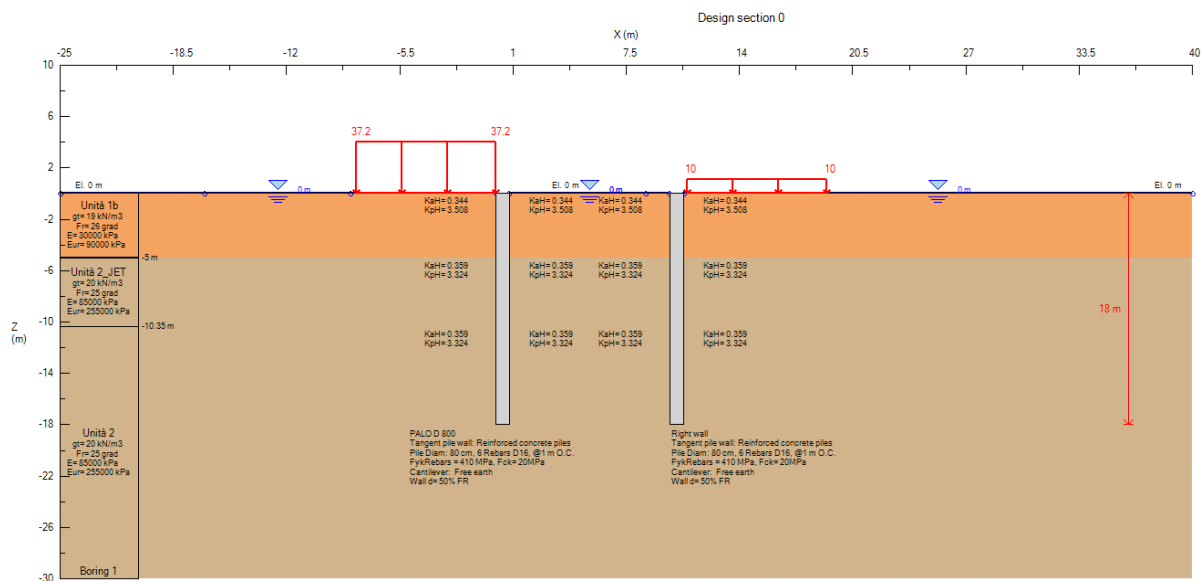 Design section 0
X (m)
-25 -18.5 -12 -5.5 1 7.5 14 20.5 27 33.5 40
10
6
2
-2
-6
-10
-14
-18
-22
-26
-30
Z
(m)
37.2 37.2
10 10
El. 0 m
0 m
El. 0 m
0 m
0 m
El. 0 m
Unità 1b
gt= 19 kN/m3
Fr= 26 grad
E= 30000 kPa
Eur= 90000 kPa
-5 m
Unità 2_JET
gt= 20 kN/m3
Fr= 25 grad
E= 85000 kPa
Eur= 255000 kPa
-10.35 m
Unità 2
gt= 20 kN/m3
Fr= 25 grad
E= 85000 kPa
Eur= 255000 kPa
Boring 1
KaH= 0.344 KaH= 0.344 KaH= 0.344 KaH= 0.344
KpH= 3.508 KpH= 3.508 KpH= 3.508 KpH= 3.508
KaH= 0.359 KaH= 0.359 KaH= 0.359 KaH= 0.359
KpH= 3.324 KpH= 3.324 KpH= 3.324 KpH= 3.324
KaH= 0.359 KaH= 0.359 KaH= 0.359 KaH= 0.359
KpH= 3.324 KpH= 3.324 KpH= 3.324 KpH= 3.324
18 m
PALO D 800
Tangent pile wall: Reinforced concrete piles
Pile Diam: 80 cm, 6 Rebars D16, @1 m O.C.
FykRebars = 410 MPa, Fck= 20MPa
Cantilever: Free earth
Wall d= 50% FR
Right wall
Tangent pile wall: Reinforced concrete piles
Pile Diam: 80 cm, 6 Rebars D16, @1 m O.C.
FykRebars = 410 MPa, Fck= 20MPa
Cantilever: Free earth
Wall d= 50% FR